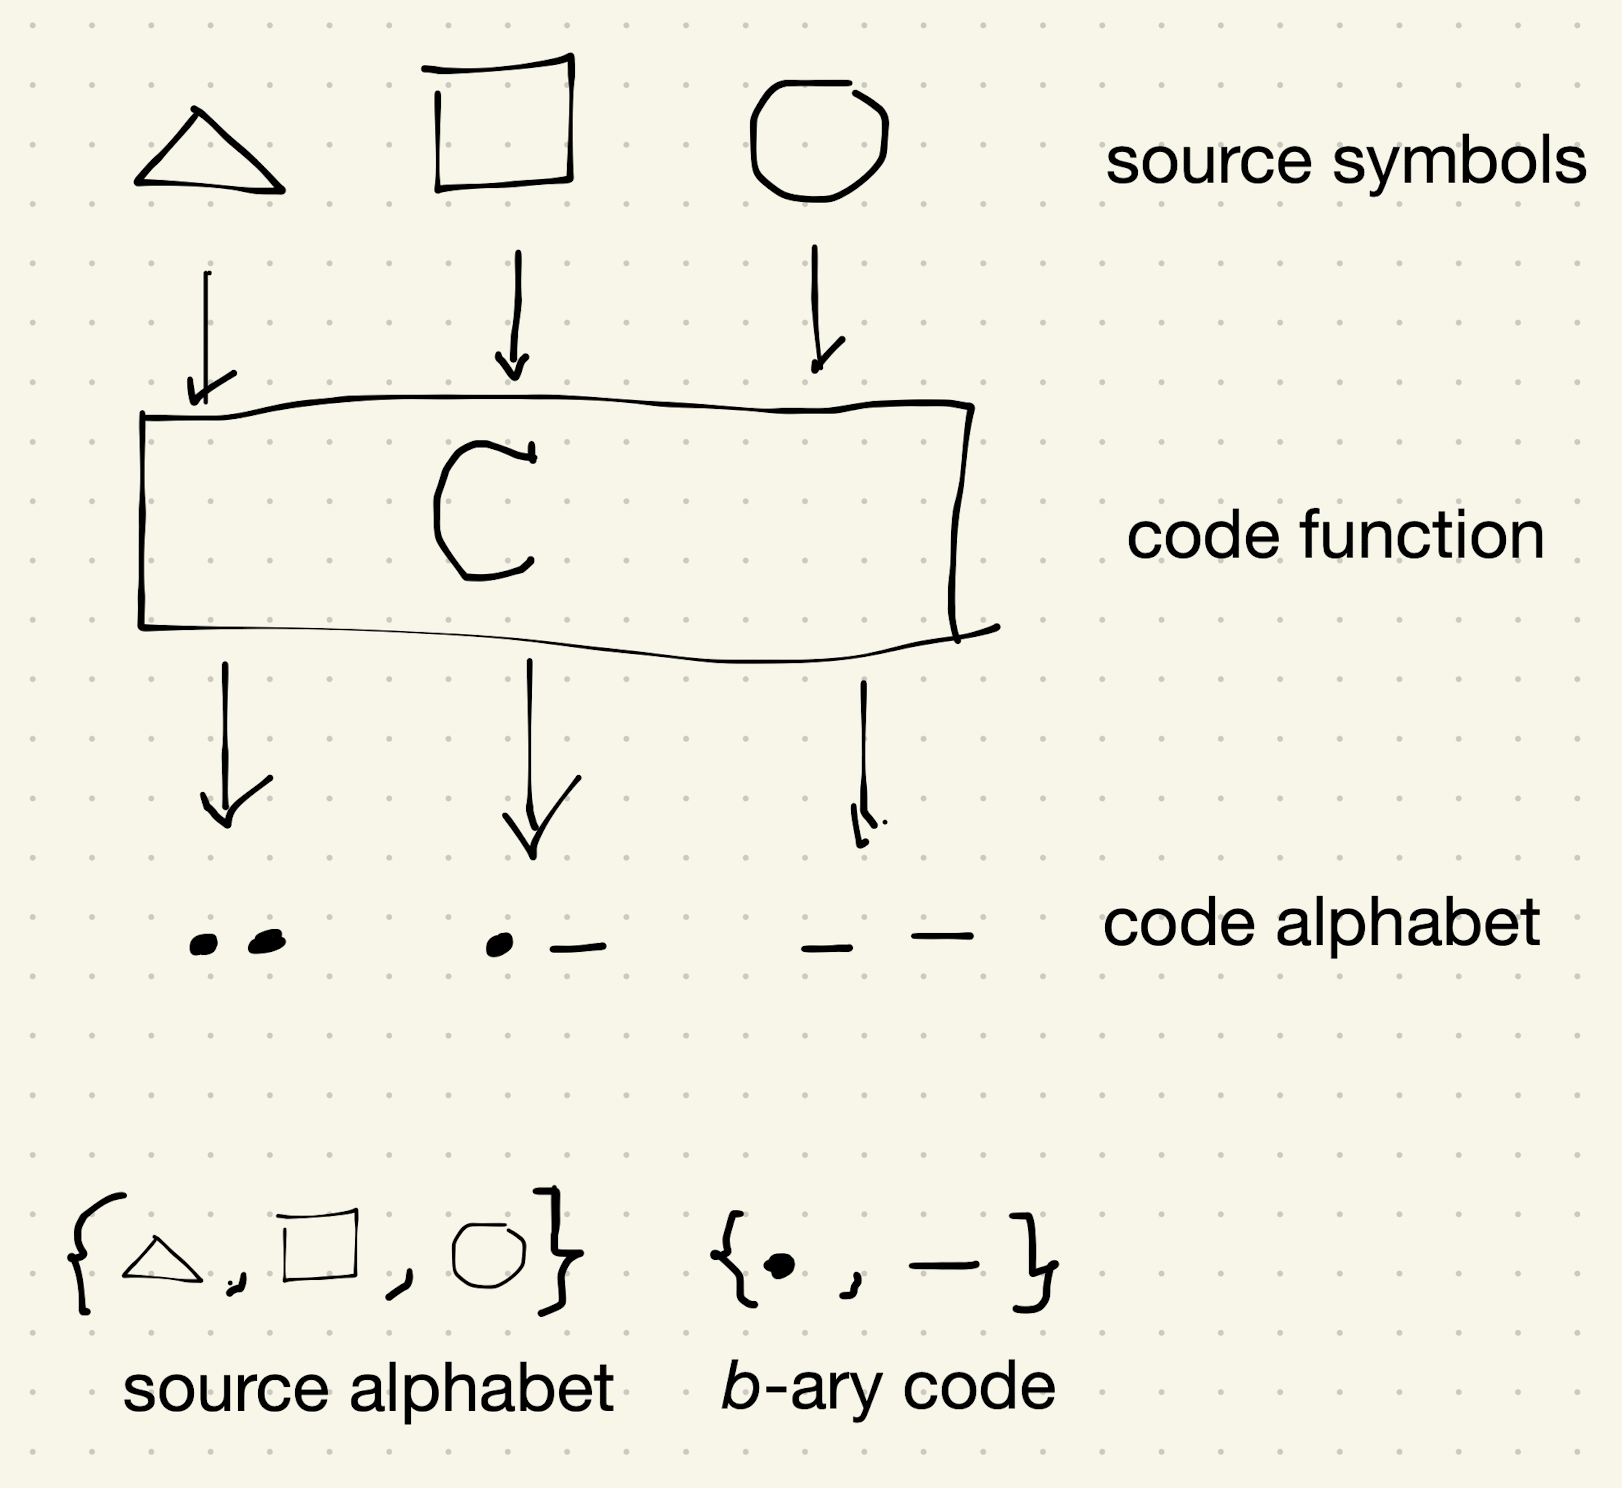 source symbols
C
code function
code alphabet
{ , , } { , }
source alphabet
b-ary code